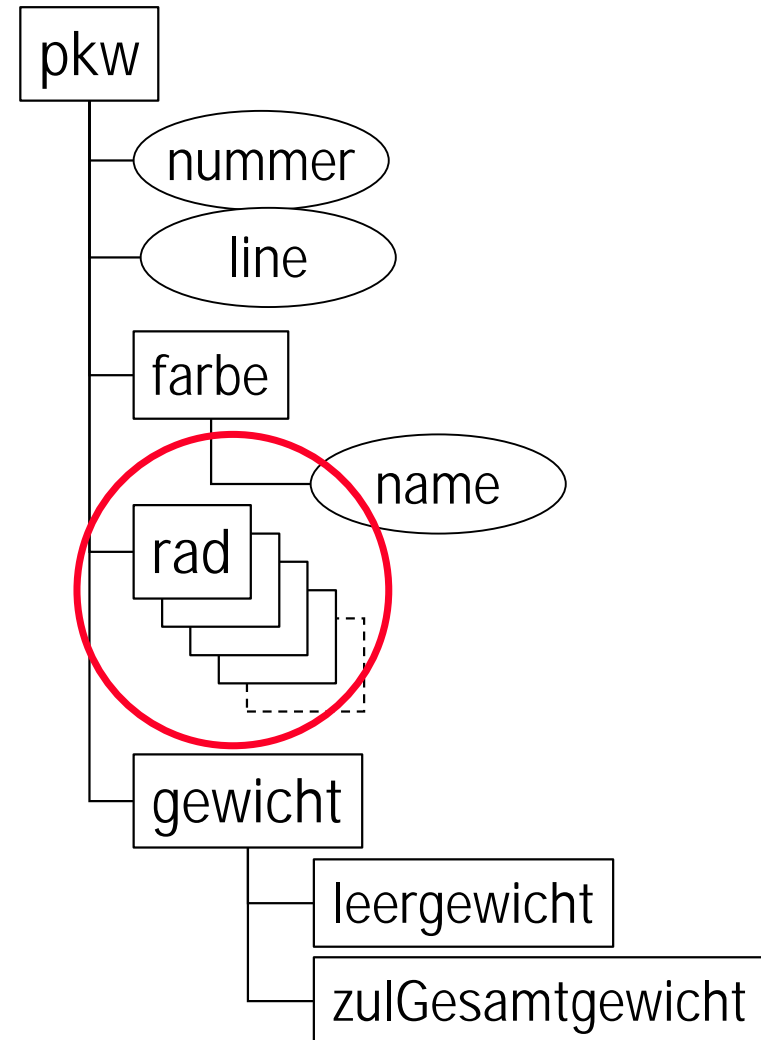 pkw
nummer
line
farbe
name
rad
gewicht
leergewicht
zulGesamtgewicht